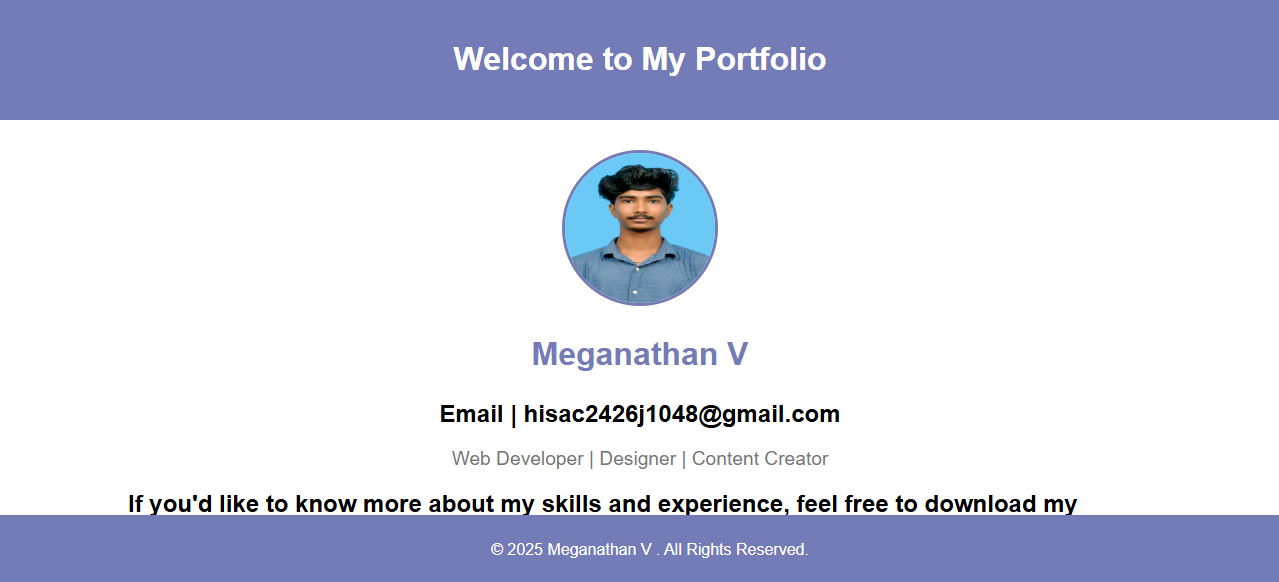 Welcome to My Portfolio
Meganathan V
Email | hisac2426j1048@gmail.com
Web Developer | Designer | Content Creator
If you'd like to know more about my skills and experience, feel free to download my
© 2025 Meganathan V . All Rights Reserved.